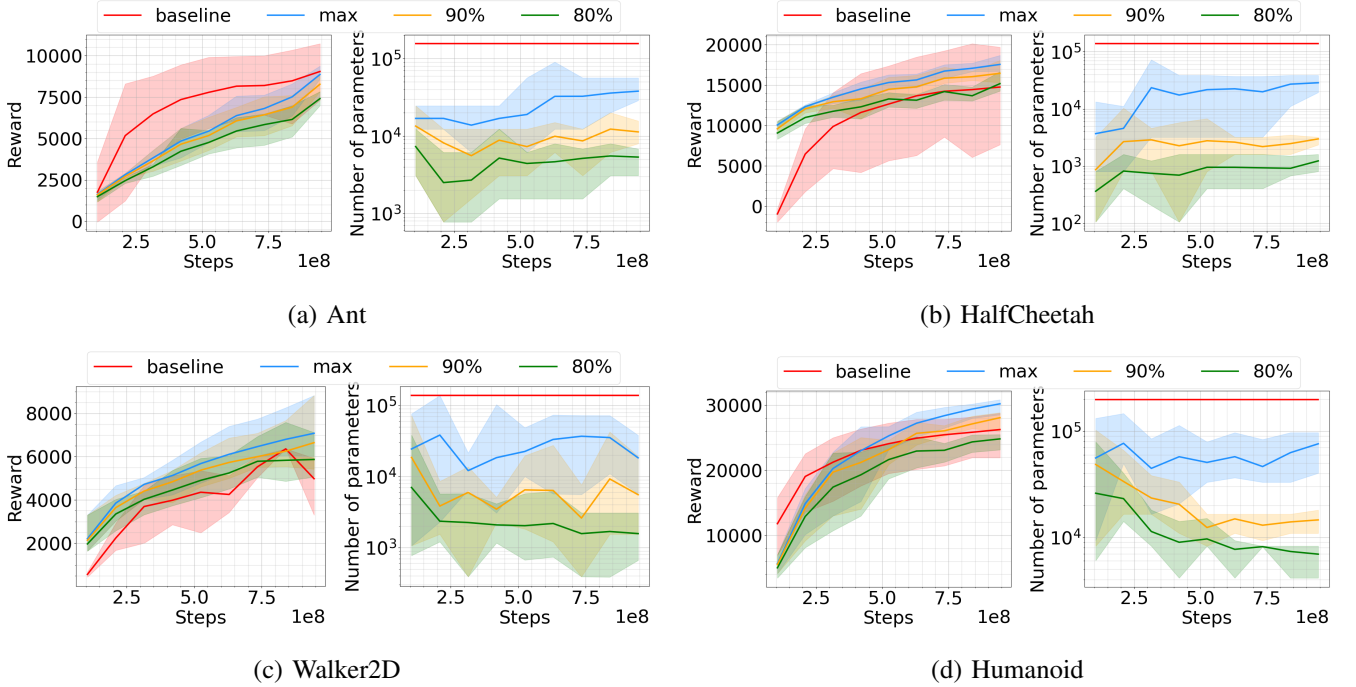 baseline max 90% 80%
10000
7500
5000
2500
0
Reward
2.5 5.0 7.5
Steps 1e8
Number of parameters
10^5
10^4
10^3
2.5 5.0 7.5
Steps 1e8
(a) Ant
baseline max 90% 80%
20000
15000
10000
5000
0
Reward
2.5 5.0 7.5
Steps 1e8
Number of parameters
10^5
10^4
10^3
10^2
2.5 5.0 7.5
Steps 1e8
(b) HalfCheetah
baseline max 90% 80%
8000
6000
4000
2000
Reward
2.5 5.0 7.5
Steps 1e8
Number of parameters
10^5
10^4
10^3
2.5 5.0 7.5
Steps 1e8
(c) Walker2D
baseline max 90% 80%
30000
20000
10000
Reward
2.5 5.0 7.5
Steps 1e8
Number of parameters
10^5
10^4
2.5 5.0 7.5
Steps 1e8
(d) Humanoid